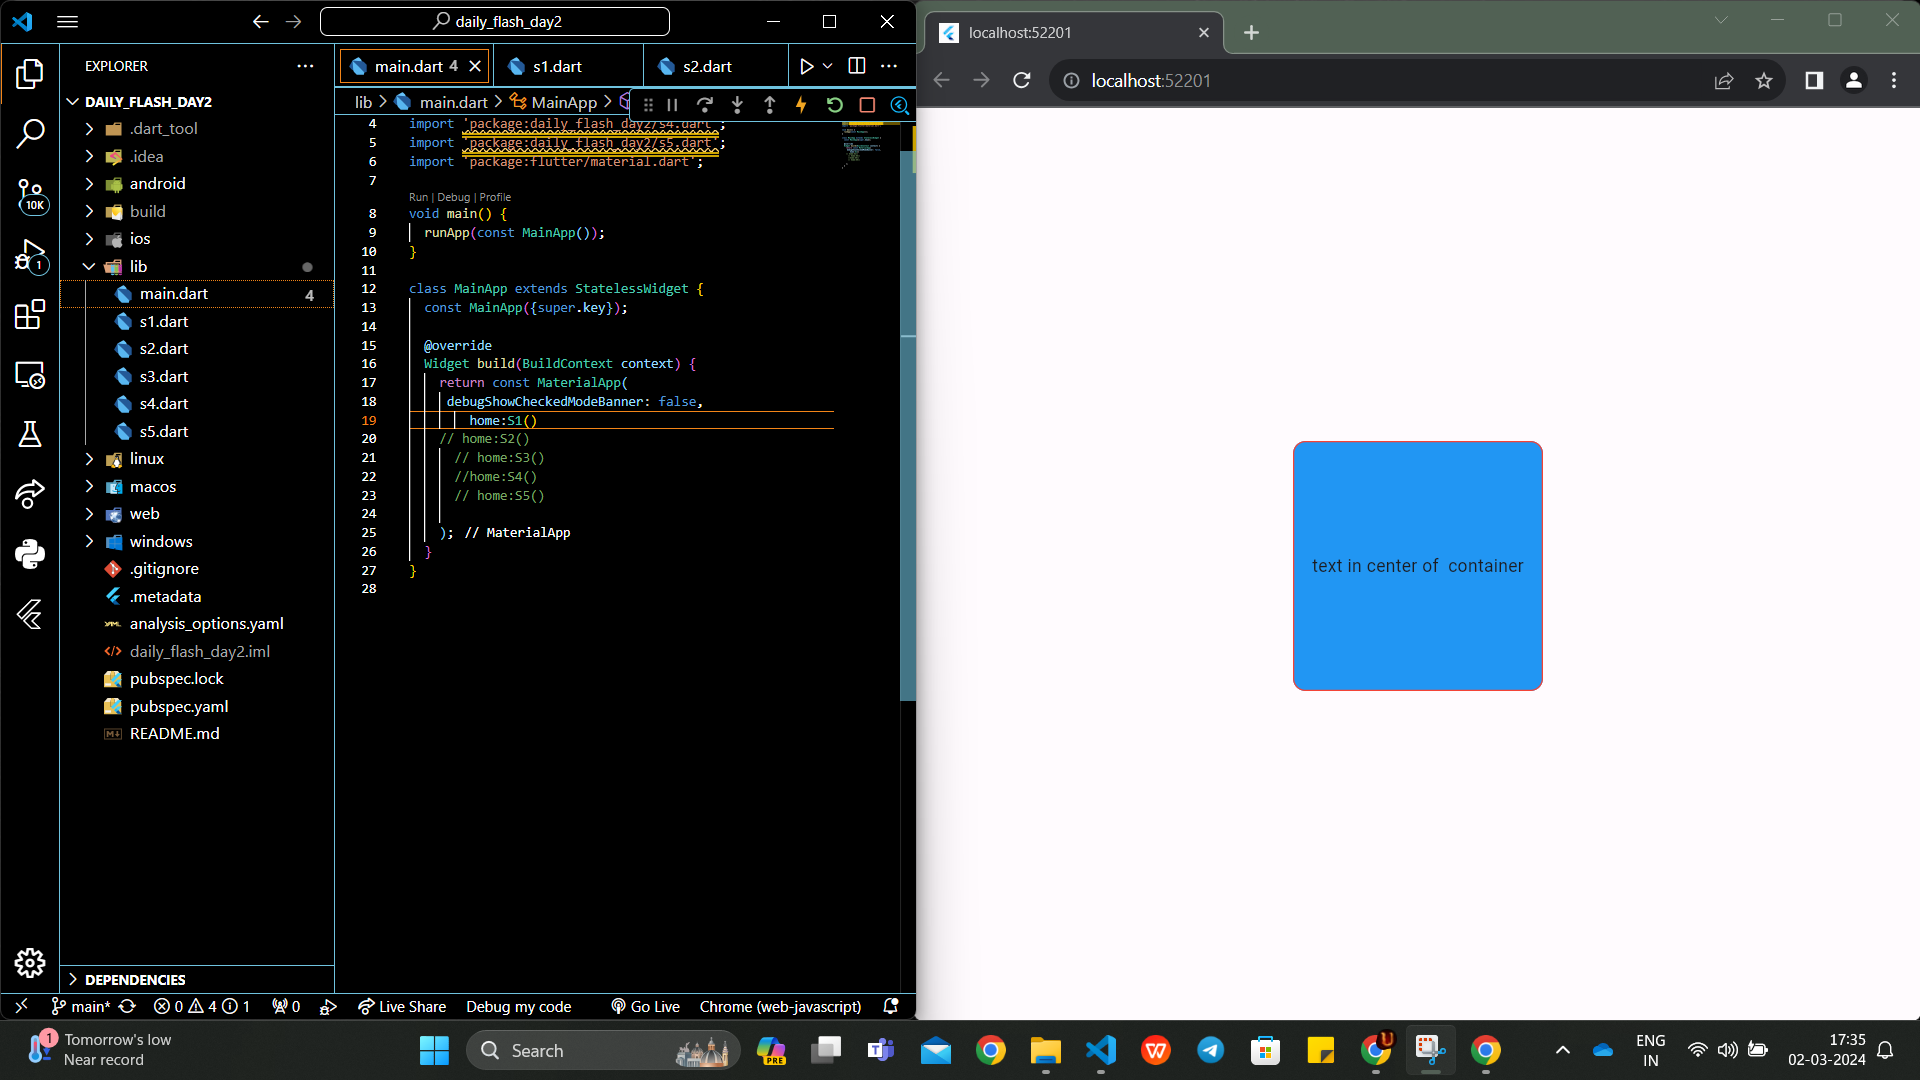 daily_flash_day2
EXPLORER
DAILY_FLASH_DAY2
.dart_tool
.idea
android
build
ios
lib
main.dart 4
s1.dart
s2.dart
s3.dart
s4.dart
s5.dart
linux
macos
web
windows
.gitignore
.metadata
analysis_options.yaml
daily_flash_day2.iml
pubspec.lock
pubspec.yaml
README.md
DEPENDENCIES
10K
1
main.dart 4
s1.dart
s2.dart
lib > main.dart > MainApp >
4 import 'package:daily_flash_day2/s4.dart';
5 import 'package:daily_flash_day2/s5.dart';
6 import 'package:flutter/material.dart';
7
Run | Debug | Profile
8 void main() {
9 runApp(const MainApp());
10 }
11
12 class MainApp extends StatelessWidget {
13 const MainApp({super.key});
14
15 @override
16 Widget build(BuildContext context) {
17 return const MaterialApp(
18 debugShowCheckedModeBanner: false,
19 home:S1()
20 // home:S2()
21 // home:S3()
22 //home:S4()
23 // home:S5()
24
25 ); // MaterialApp
26 }
27 }
28
main* 0 4 1 0 Live Share Debug my code Go Live Chrome (web-javascript)
localhost:52201
localhost:52201
text in center of  container
1
Tomorrow's low
Near record
Search
PRE
ENG
IN
17:35
02-03-2024